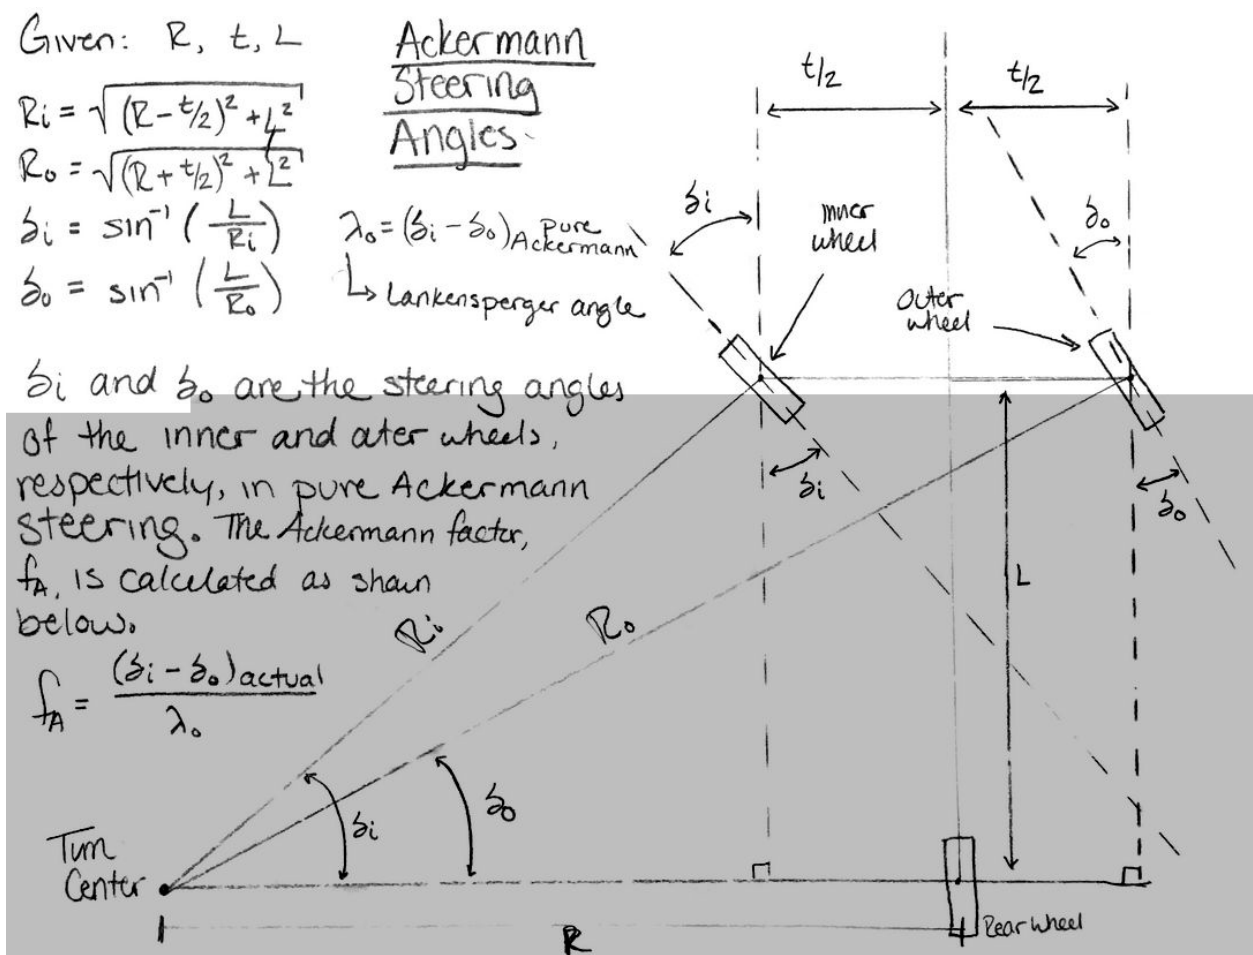 Given: R, t, L
Ackermann
Steering
Angles
Ri = √((R - t/2)² + L²)
Ro = √((R + t/2)² + L²)
δi = sin⁻¹ (L/Ri)
δo = sin⁻¹ (L/Ro)
λo = (δi - δo) pure Ackermann
↳ Lankensperger angle
δi and δo are the steering angles
of the inner and outer wheels,
respectively, in pure Ackermann
steering. The Ackermann factor,
fA, is calculated as shown
below.
fA = (δi - δo) actual / λo
t/2
t/2
δi
inner
wheel
δo
outer
wheel
δi
δo
L
Ri
Ro
δi
δo
Turn
Center
R
Rear wheel